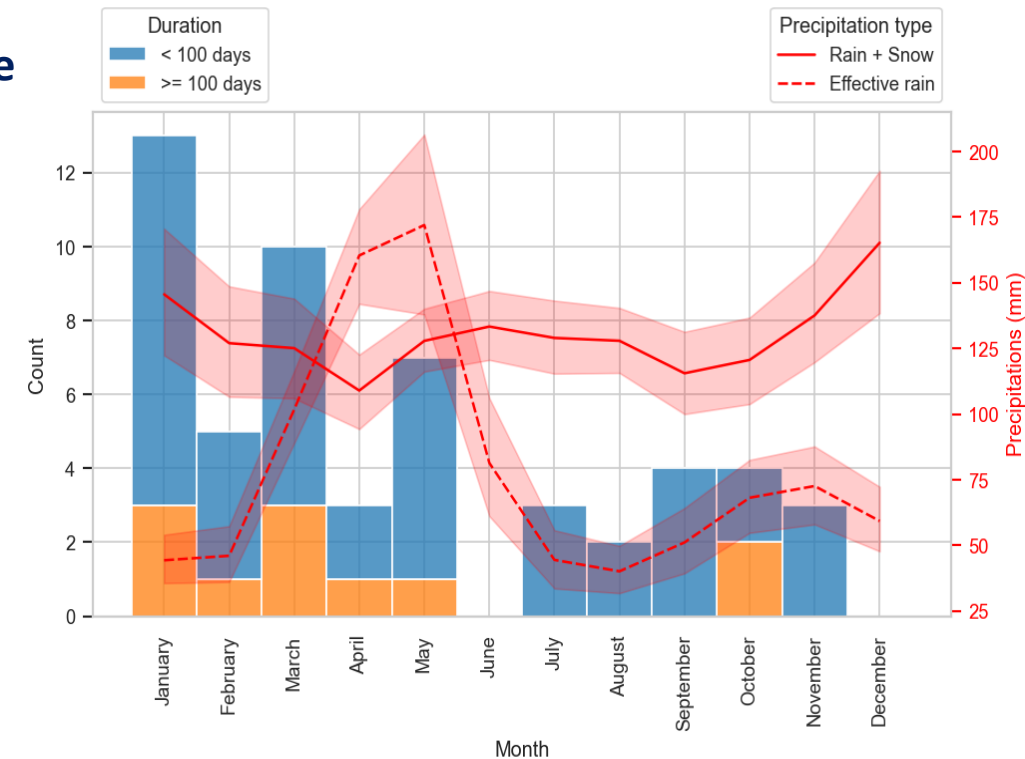 e
Duration
< 100 days
>= 100 days
Precipitation type
Rain + Snow
Effective rain
Count
12
10
8
6
4
2
0
200
175
150
125
100
75
50
25
Precipitations (mm)
January
February
March
April
May
June
July
August
September
October
November
December
Month